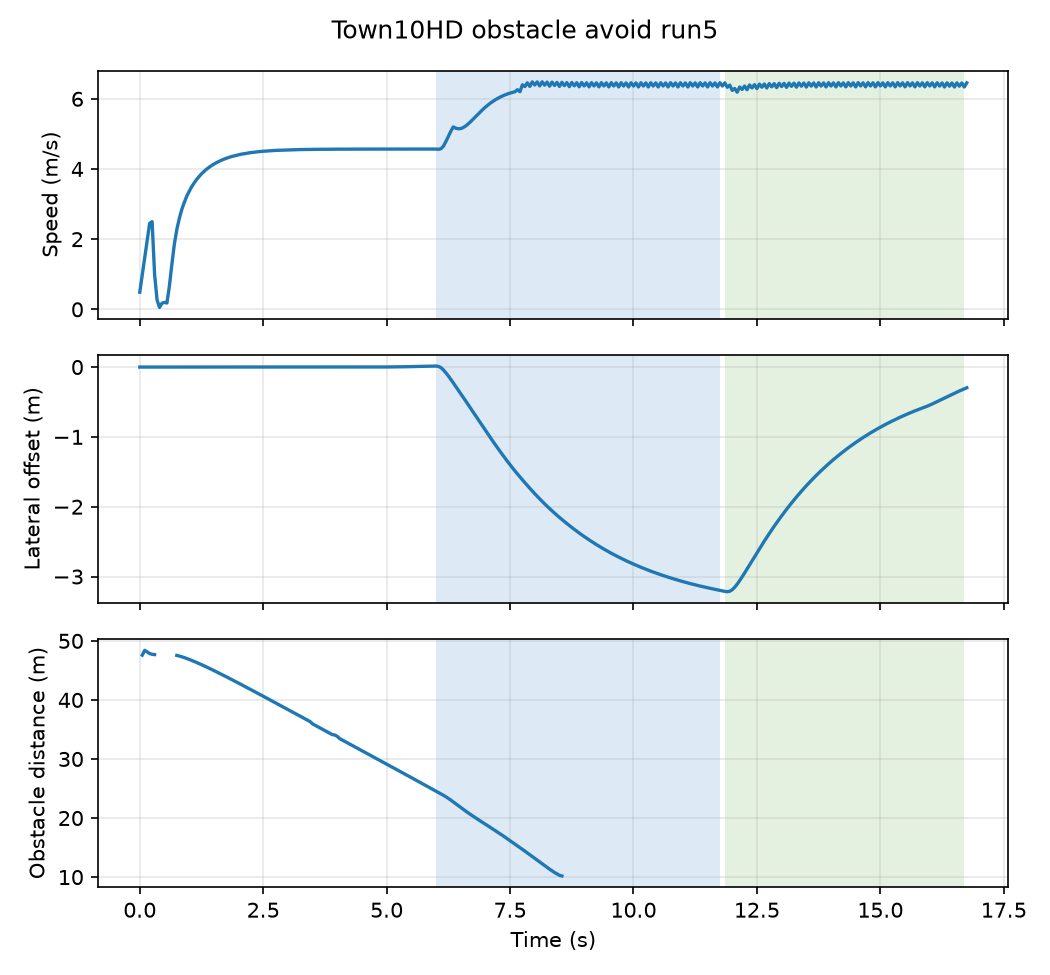 Town10HD obstacle avoid run5
Speed (m/s)
6
4
2
0
Lateral offset (m)
0
−1
−2
−3
Obstacle distance (m)
50
40
30
20
10
0.0 2.5 5.0 7.5 10.0 12.5 15.0 17.5
Time (s)